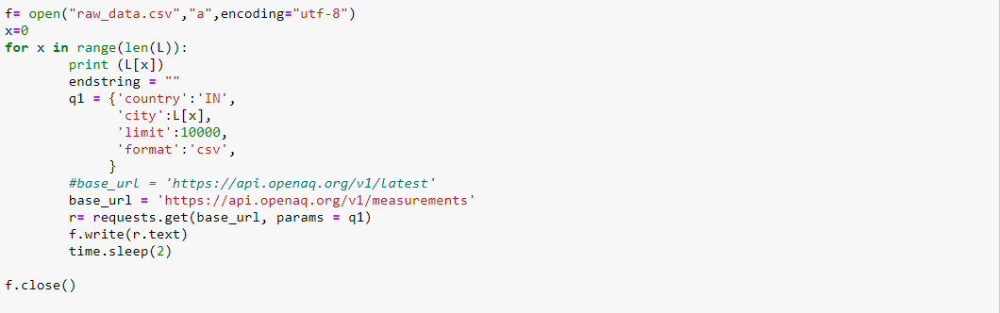 f= open("raw_data.csv","a",encoding="utf-8")
x=0
for x in range(len(L)):
        print (L[x])
        endstring = ""
        q1 = {'country':'IN',
              'city':L[x],
              'limit':10000,
              'format':'csv',
             }
        #base_url = 'https://api.openaq.org/v1/latest'
        base_url = 'https://api.openaq.org/v1/measurements'
        r= requests.get(base_url, params = q1)
        f.write(r.text)
        time.sleep(2)
f.close()